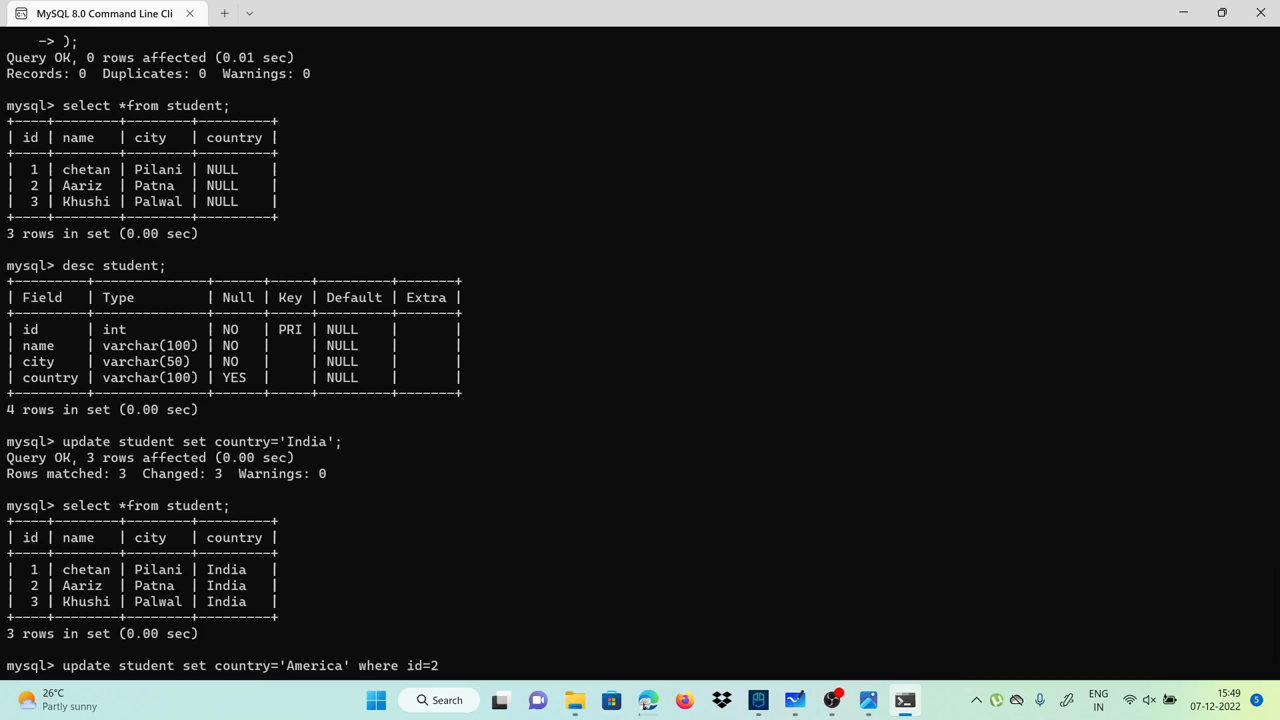 MySQL 8.0 Command Line Cli
    -> );
Query OK, 0 rows affected (0.01 sec)
Records: 0  Duplicates: 0  Warnings: 0
mysql> select *from student;
+----+--------+--------+---------+
| id | name   | city   | country |
+----+--------+--------+---------+
|  1 | chetan | Pilani | NULL    |
|  2 | Aariz  | Patna  | NULL    |
|  3 | Khushi | Palwal | NULL    |
+----+--------+--------+---------+
3 rows in set (0.00 sec)
mysql> desc student;
+---------+--------------+------+-----+---------+-------+
| Field   | Type         | Null | Key | Default | Extra |
+---------+--------------+------+-----+---------+-------+
| id      | int          | NO   | PRI | NULL    |       |
| name    | varchar(100) | NO   |     | NULL    |       |
| city    | varchar(50)  | NO   |     | NULL    |       |
| country | varchar(100) | YES  |     | NULL    |       |
+---------+--------------+------+-----+---------+-------+
4 rows in set (0.00 sec)
mysql> update student set country='India';
Query OK, 3 rows affected (0.00 sec)
Rows matched: 3  Changed: 3  Warnings: 0
mysql> select *from student;
+----+--------+--------+---------+
| id | name   | city   | country |
+----+--------+--------+---------+
|  1 | chetan | Pilani | India   |
|  2 | Aariz  | Patna  | India   |
|  3 | Khushi | Palwal | India   |
+----+--------+--------+---------+
3 rows in set (0.00 sec)
mysql> update student set country='America' where id=2
26°C
Partly sunny
Search
ENG
IN
15:49
07-12-2022
5